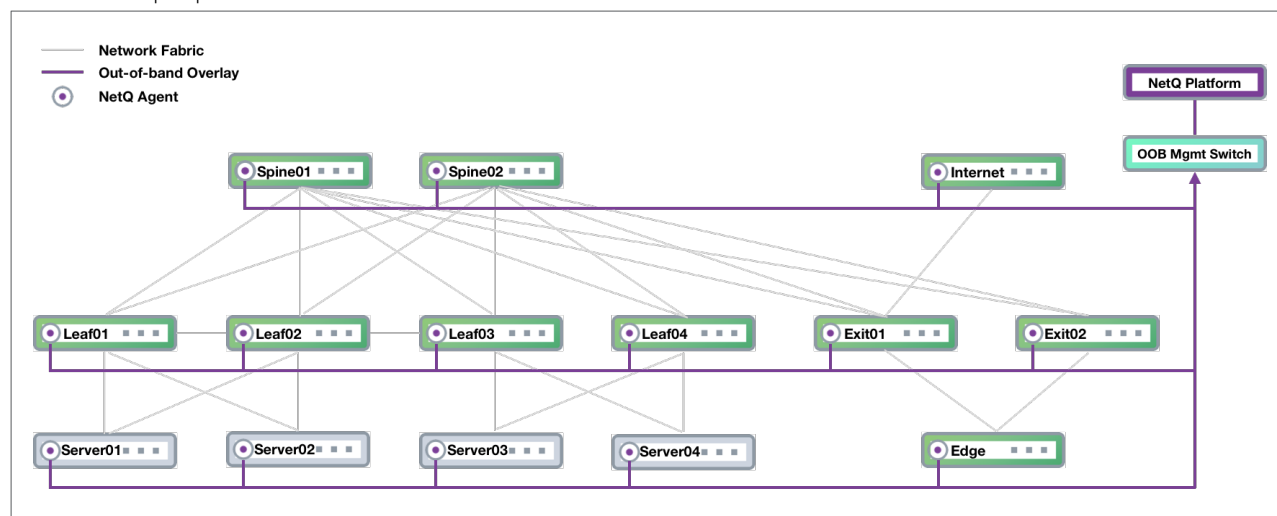 Network Fabric
Out-of-band Overlay
NetQ Agent
NetQ Platform
OOB Mgmt Switch
Spine01
Spine02
Internet
Leaf01
Leaf02
Leaf03
Leaf04
Exit01
Exit02
Server01
Server02
Server03
Server04
Edge